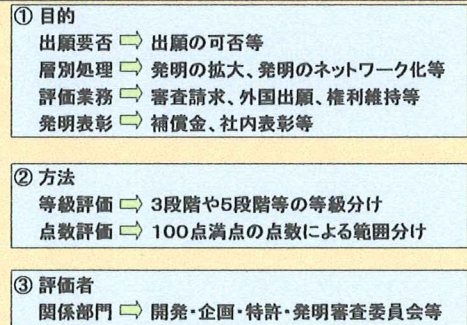 ① 目的
出願要否 ⇨ 出願の可否等
層別処理 ⇨ 発明の拡大、発明のネットワーク化等
評価業務 ⇨ 審査請求、外国出願、権利維持等
発明表彰 ⇨ 補償金、社内表彰等
② 方法
等級評価 ⇨ 3段階や5段階等の等級分け
点数評価 ⇨ 100点満点の点数による範囲分け
③ 評価者
関係部門 ⇨ 開発・企画・特許・発明審査委員会等